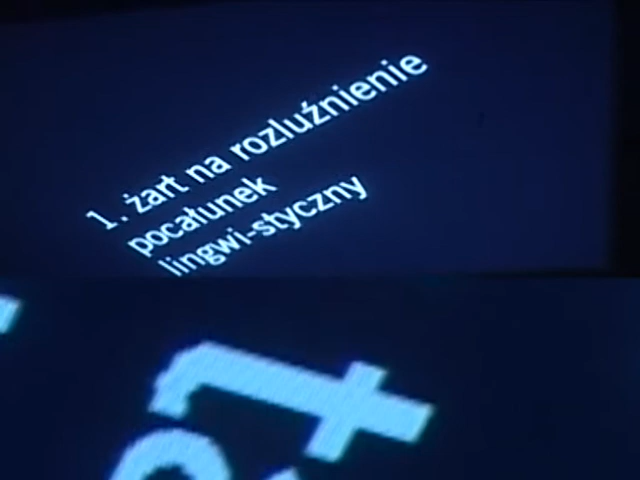 1. żart na rozluźnienie
pocałunek
lingwi-styczny